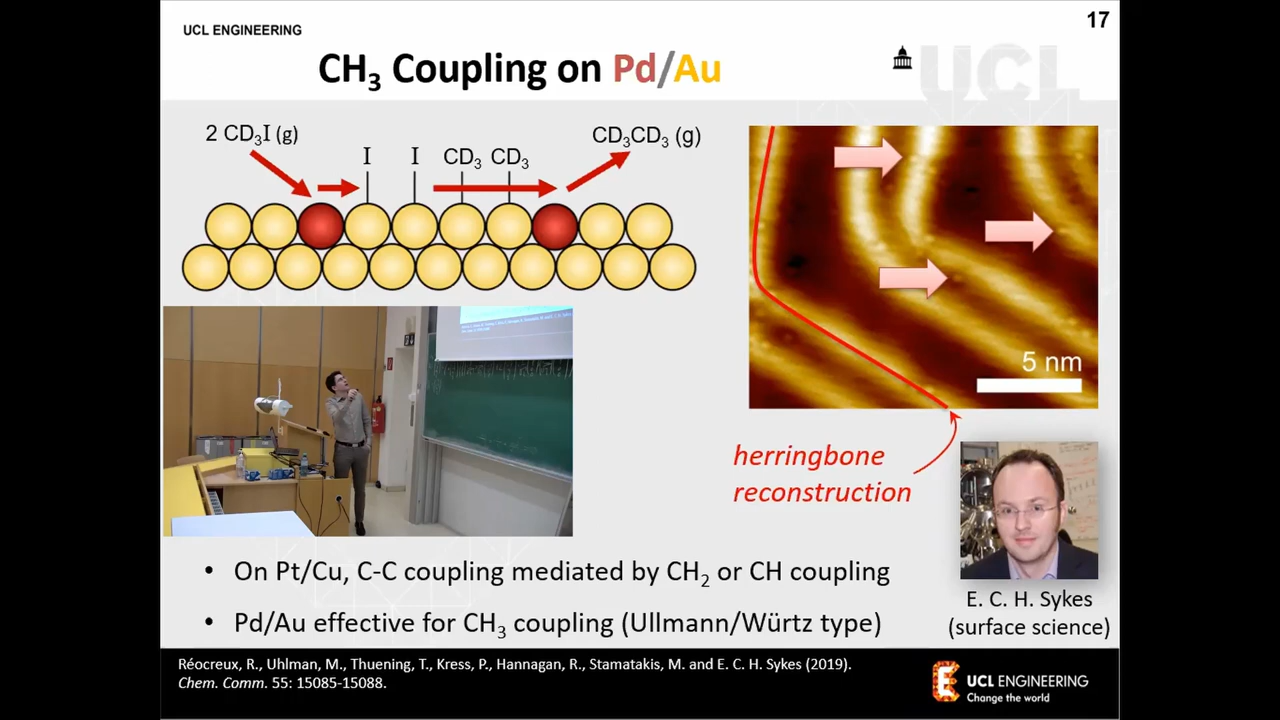 17
UCL ENGINEERING
CH3 Coupling on Pd/Au
UCL
2 CD3I (g)
I I CD3 CD3
CD3CD3 (g)
5 nm
herringbone
reconstruction
• On Pt/Cu, C-C coupling mediated by CH2 or CH coupling
• Pd/Au effective for CH3 coupling (Ullmann/Würtz type)
E. C. H. Sykes
(surface science)
Réocreux, R., Uhlman, M., Thuening, T., Kress, P., Hannagan, R., Stamatakis, M. and E. C. H. Sykes (2019).
Chem. Comm. 55: 15085-15088.
UCL ENGINEERING
Change the world